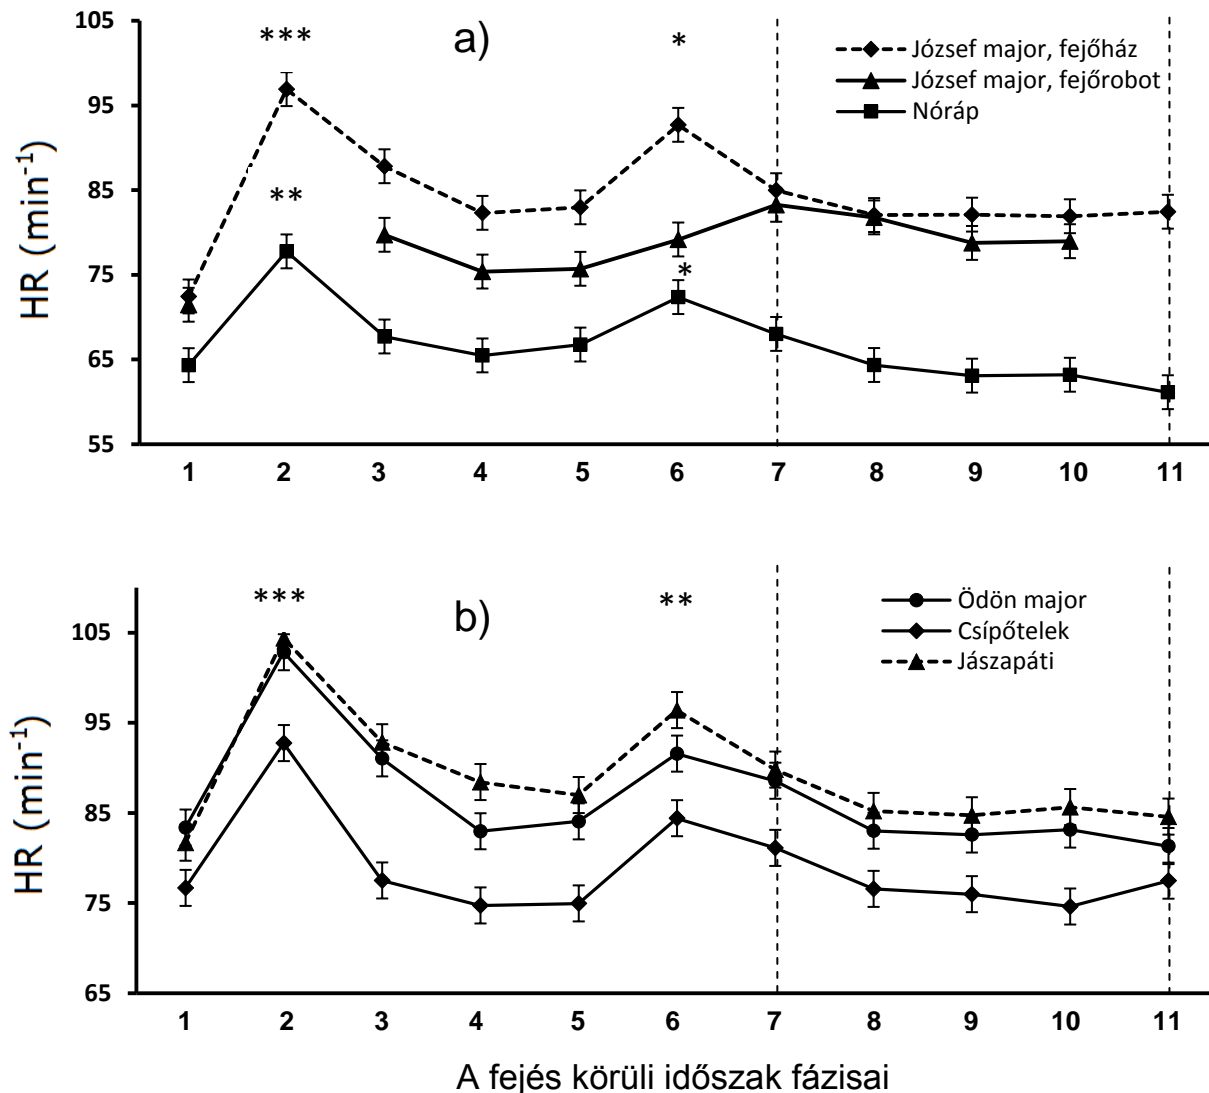 105
95
85
75
65
55
HR (min⁻¹)
***
a)
*
**
*
József major, fejőház
József major, fejőrobot
Nóráp
1 2 3 4 5 6 7 8 9 10 11
105
95
85
75
65
HR (min⁻¹)
***
b)
**
Ödön major
Csípőtelek
Jászapáti
1 2 3 4 5 6 7 8 9 10 11
A fejés körüli időszak fázisai